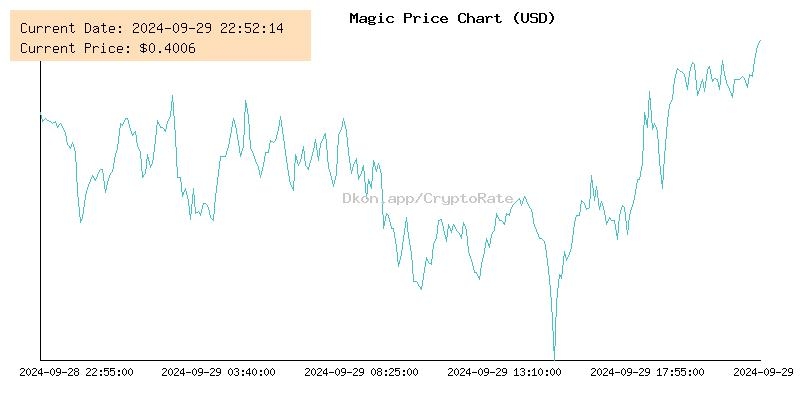 Magic Price Chart (USD)
Current Date: 2024-09-29 22:52:14
Current Price: $0.4006
Dkon.app/CryptoRate
2024-09-28 22:55:00 2024-09-29 03:40:00 2024-09-29 08:25:00 2024-09-29 13:10:00 2024-09-29 17:55:00 2024-09-29